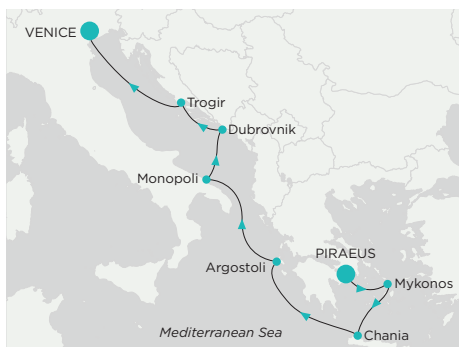 VENICE
Trogir
Dubrovnik
Monopoli
PIRAEUS
Argostoli
Mykonos
Mediterranean Sea
Chania